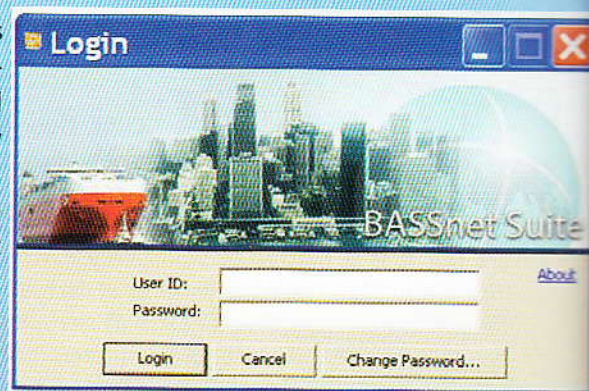 Login
BASSnet Suite
User ID:
About
Password:
Login Cancel Change Password...